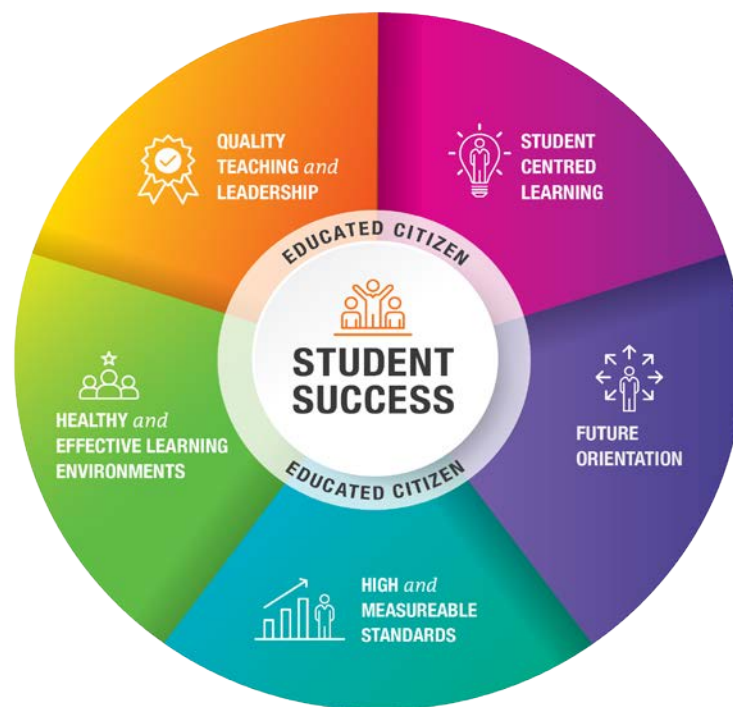 QUALITY
TEACHING and
LEADERSHIP
STUDENT
CENTRED
LEARNING
EDUCATED CITIZEN
STUDENT
SUCCESS
EDUCATED CITIZEN
HEALTHY and
EFFECTIVE LEARNING
ENVIRONMENTS
FUTURE
ORIENTATION
HIGH and
MEASUREABLE
STANDARDS